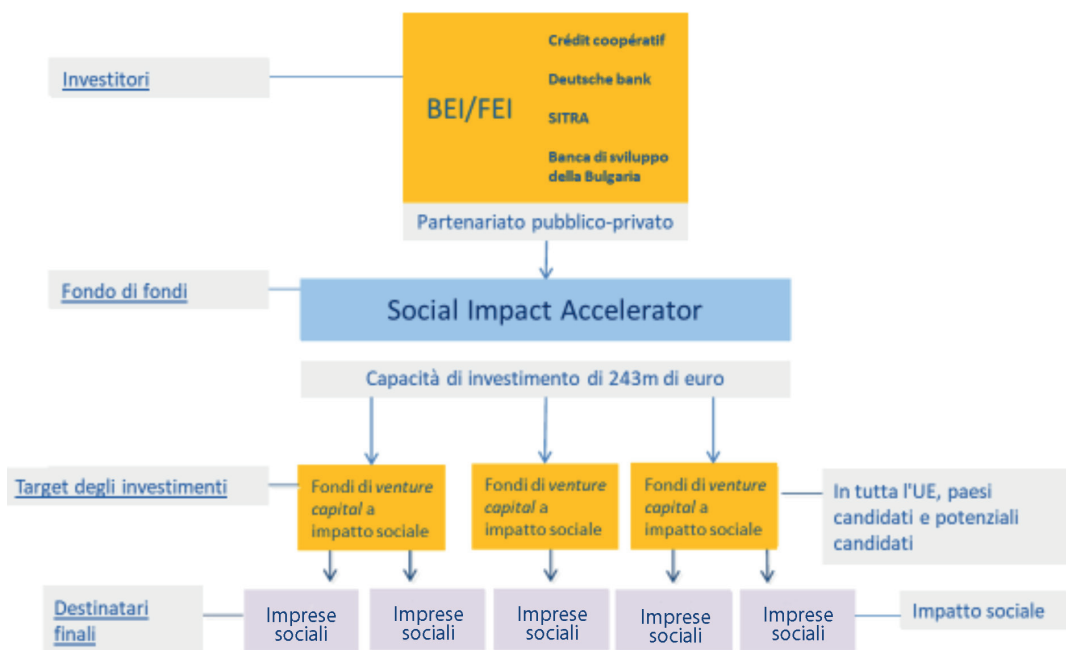 Investitori
BEI/FEI
Crédit coopératif
Deutsche bank
SITRA
Banca di sviluppo
della Bulgaria
Partenariato pubblico-privato
Fondo di fondi
Social Impact Accelerator
Capacità di investimento di 243m di euro
Target degli investimenti
Fondi di venture
capital a
impatto sociale
Fondi di venture
capital a
impatto sociale
Fondi di venture
capital a
impatto sociale
In tutta l'UE, paesi
candidati e potenziali
candidati
Destinatari
finali
Imprese
sociali
Imprese
sociali
Imprese
sociali
Imprese
sociali
Imprese
sociali
Impatto sociale